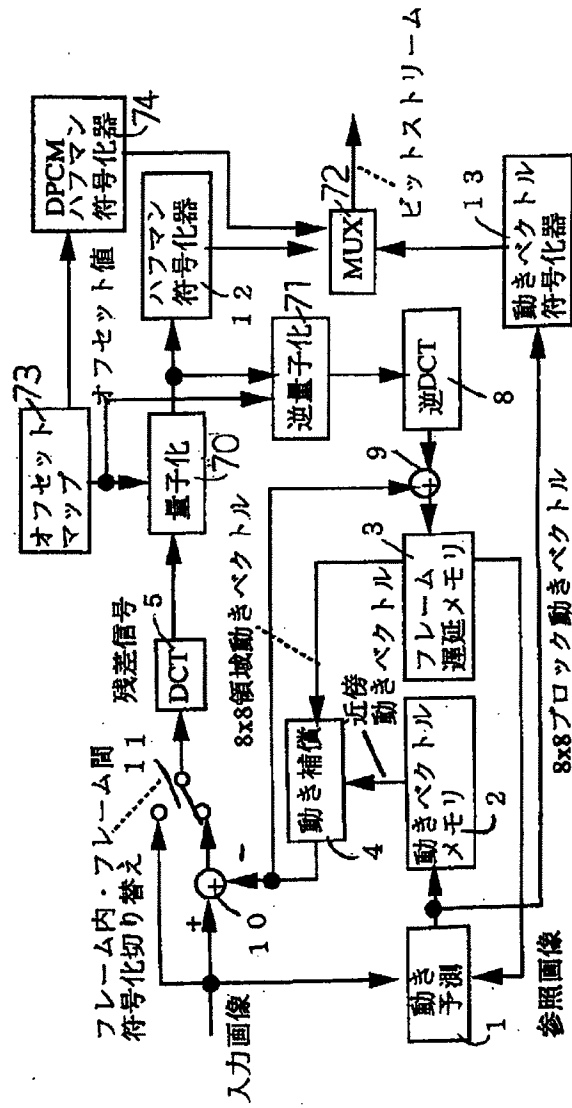 オフセット
マップ
73
オフセット値
DPCM
ハフマン
符号化器
74
フレーム内・フレーム間
符号化切り替え
11
残差信号
DCT
5
量子化
70
ハフマン
符号化器
12
逆量子化
71
MUX
72
ビットストリーム
入力画像
+
-
+
10
8x8領域動きベクトル
動き補償
4
近傍
動きベクトル
+
9
逆DCT
8
フレーム
遅延メモリ
3
動き
予測
1
動きベクトル
メモリ
2
動きベクトル
符号化器
13
参照画像
8x8ブロック動きベクトル